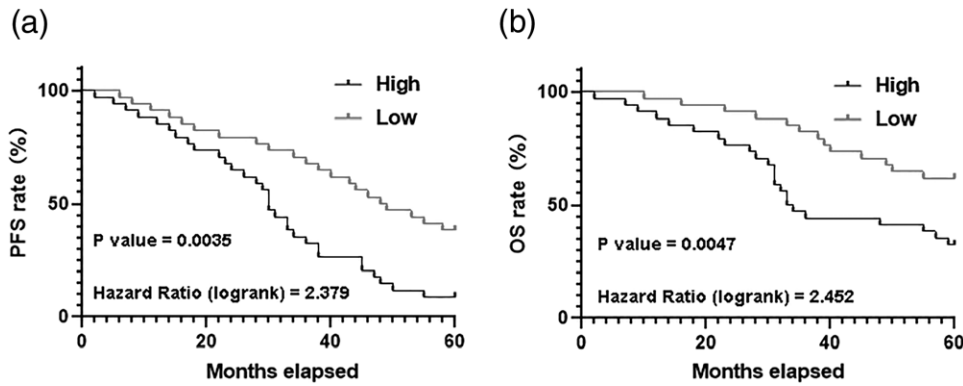 (a)
PFS rate (%)
100
50
0
High
Low
P value = 0.0035
Hazard Ratio (logrank) = 2.379
0 20 40 60
Months elapsed
(b)
OS rate (%)
100
50
0
High
Low
P value = 0.0047
Hazard Ratio (logrank) = 2.452
0 20 40 60
Months elapsed